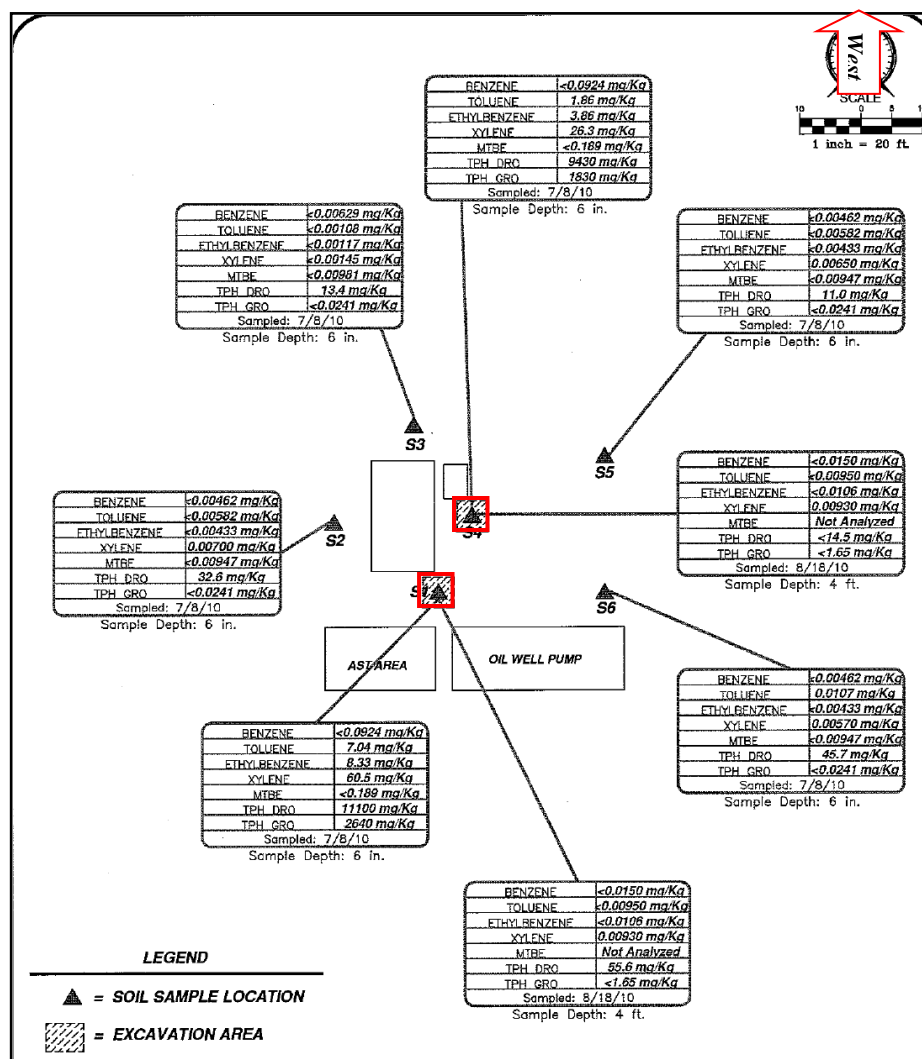 West
SCALE
10 0 5 10
1 inch = 20 ft.
BENZENE <0.0924 mg/Kg
TOLUENE 1.86 mg/Kg
ETHYLBENZENE 3.86 mg/Kg
XYLENE 26.3 mg/Kg
MTBE <0.189 mg/Kg
TPH DRO 9430 mg/Kg
TPH GRO 1830 mg/Kg
Sampled: 7/8/10
Sample Depth: 6 in.
BENZENE <0.00629 mg/Kg
TOLUENE <0.00108 mg/Kg
ETHYLBENZENE <0.00117 mg/Kg
XYLENE <0.00145 mg/Kg
MTBE <0.00981 mg/Kg
TPH DRO 13.4 mg/Kg
TPH GRO <0.0241 mg/Kg
Sampled: 7/8/10
Sample Depth: 6 in.
BENZENE <0.00462 mg/Kg
TOLUENE <0.00582 mg/Kg
ETHYLBENZENE <0.00433 mg/Kg
XYLENE 0.00650 mg/Kg
MTBE <0.00947 mg/Kg
TPH DRO 11.0 mg/Kg
TPH GRO <0.0241 mg/Kg
Sampled: 7/8/10
Sample Depth: 6 in.
S3
S5
BENZENE <0.0150 mg/Kg
TOLUENE <0.00950 mg/Kg
ETHYLBENZENE <0.0106 mg/Kg
XYLENE 0.00930 mg/Kg
MTBE Not Analyzed
TPH DRO <14.5 mg/Kg
TPH GRO <1.65 mg/Kg
Sampled: 8/18/10
Sample Depth: 4 ft.
BENZENE <0.00462 mg/Kg
TOLUENE <0.00582 mg/Kg
ETHYLBENZENE <0.00433 mg/Kg
XYLENE 0.00700 mg/Kg
MTBE <0.00947 mg/Kg
TPH DRO 32.6 mg/Kg
TPH GRO <0.0241 mg/Kg
Sampled: 7/8/10
Sample Depth: 6 in.
S2
S4
S1
S6
AST AREA
OIL WELL PUMP
BENZENE <0.00462 mg/Kg
TOLUENE 0.0107 mg/Kg
ETHYLBENZENE <0.00433 mg/Kg
XYLENE 0.00570 mg/Kg
MTBE <0.00947 mg/Kg
TPH DRO 45.7 mg/Kg
TPH GRO <0.0241 mg/Kg
Sampled: 7/8/10
Sample Depth: 6 in.
BENZENE <0.0924 mg/Kg
TOLUENE 7.04 mg/Kg
ETHYLBENZENE 8.33 mg/Kg
XYLENE 60.5 mg/Kg
MTBE <0.189 mg/Kg
TPH DRO 11100 mg/Kg
TPH GRO 2640 mg/Kg
Sampled: 7/8/10
Sample Depth: 6 in.
BENZENE <0.0150 mg/Kg
TOLUENE <0.00950 mg/Kg
ETHYLBENZENE <0.0106 mg/Kg
XYLENE 0.00930 mg/Kg
MTBE Not Analyzed
TPH DRO 55.6 mg/Kg
TPH GRO <1.65 mg/Kg
Sampled: 8/18/10
Sample Depth: 4 ft.
LEGEND
= SOIL SAMPLE LOCATION
= EXCAVATION AREA